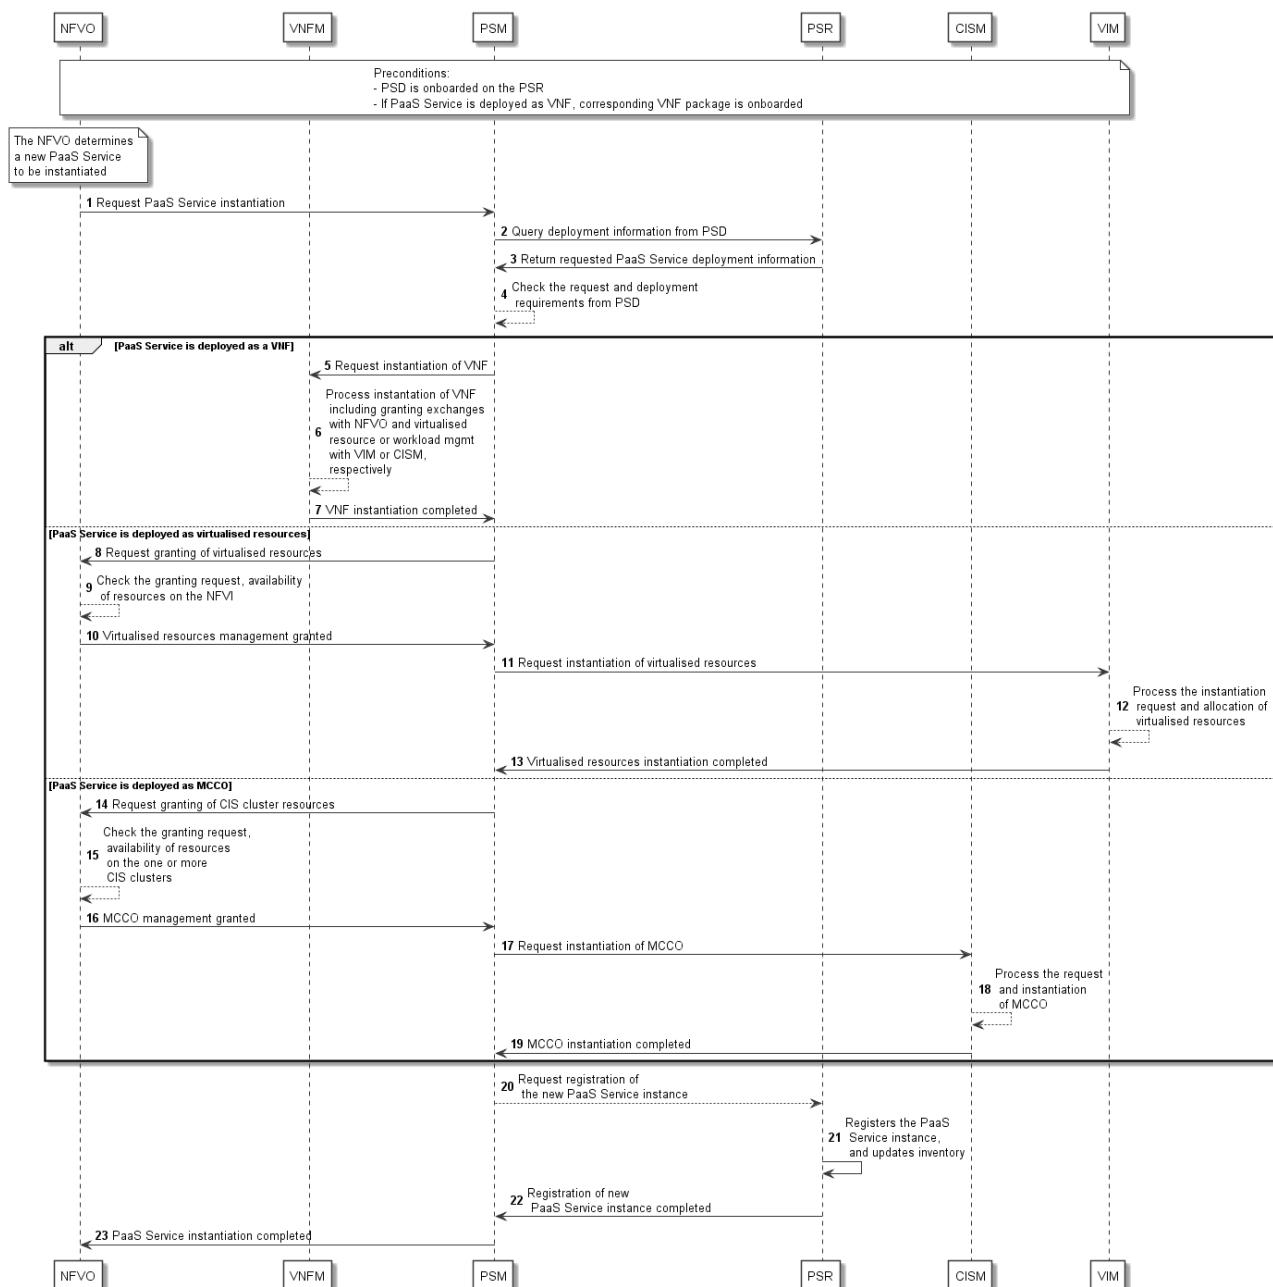 NFVO VNFM PSM PSR CISM VIM
Preconditions:
- PSD is onboarded on the PSR
- If PaaS Service is deployed as VNF, corresponding VNF package is onboarded
The NFVO determines
a new PaaS Service
to be instantiated
1 Request PaaS Service instantiation
2 Query deployment information from PSD
3 Return requested PaaS Service deployment information
4 Check the request and deployment
requirements from PSD
alt [PaaS Service is deployed as a VNF]
5 Request instantiation of VNF
6 Process instantation of VNF
including granting exchanges
with NFVO and virtualised
resource or workload mgmt
with VIM or CISM,
respectively
7 VNF instantiation completed
[PaaS Service is deployed as virtualised resources]
8 Request granting of virtualised resources
9 Check the granting request, availability
of resources on the NFVI
10 Virtualised resources management granted
11 Request instantiation of virtualised resources
12 Process the instantiation
request and allocation of
virtualised resources
13 Virtualised resources instantiation completed
[PaaS Service is deployed as MCCO]
14 Request granting of CIS cluster resources
15 Check the granting request,
availability of resources
on the one or more
CIS clusters
16 MCCO management granted
17 Request instantiation of MCCO
18 Process the request
and instantiation
of MCCO
19 MCCO instantiation completed
20 Request registration of
the new PaaS Service instance
21 Registers the PaaS
Service instance,
and updates inventory
22 Registration of new
PaaS Service instance completed
23 PaaS Service instantiation completed
NFVO VNFM PSM PSR CISM VIM